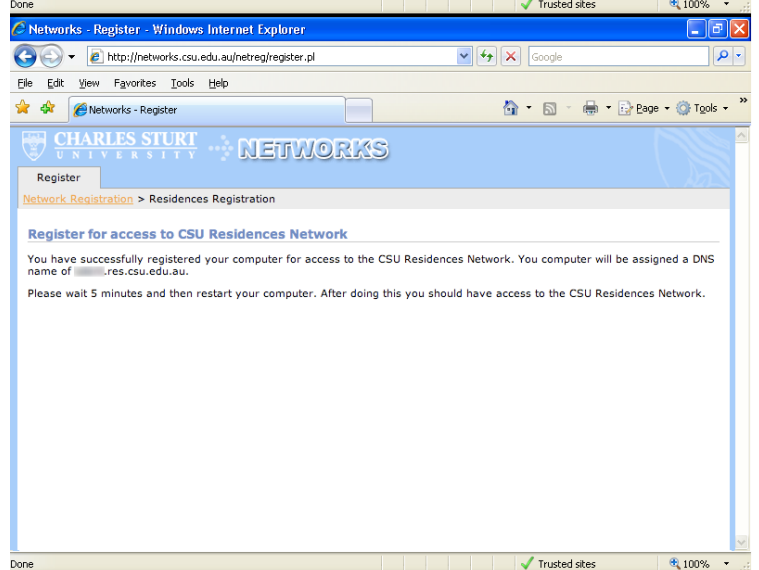 Done Trusted sites 100%
Networks - Register - Windows Internet Explorer
http://networks.csu.edu.au/netreg/register.pl Google
File Edit View Favorites Tools Help
Networks - Register Page Tools »
CHARLES STURT
UNIVERSITY
NETWORKS
Register
Network Registration > Residences Registration
Register for access to CSU Residences Network
You have successfully registered your computer for access to the CSU Residences Network. You computer will be assigned a DNS
name of .res.csu.edu.au.
Please wait 5 minutes and then restart your computer. After doing this you should have access to the CSU Residences Network.
Done Trusted sites 100%